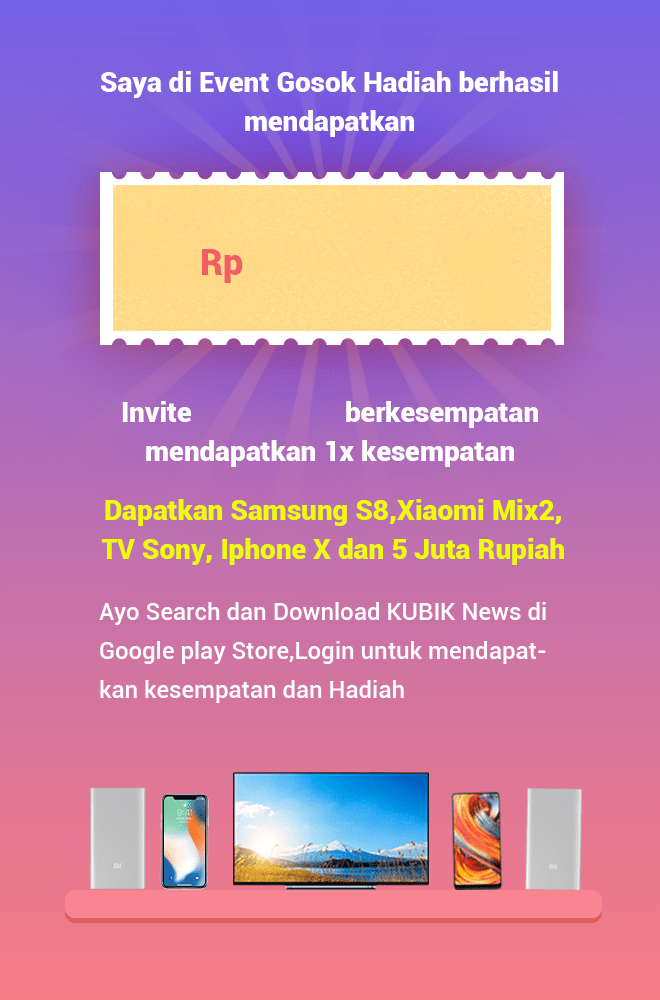 Saya di Event Gosok Hadiah berhasil
mendapatkan
Rp
Invite berkesempatan
mendapatkan 1x kesempatan
Dapatkan Samsung S8,Xiaomi Mix2,
TV Sony, Iphone X dan 5 Juta Rupiah
Ayo Search dan Download KUBIK News di
Google play Store,Login untuk mendapat-
kan kesempatan dan Hadiah
9:41